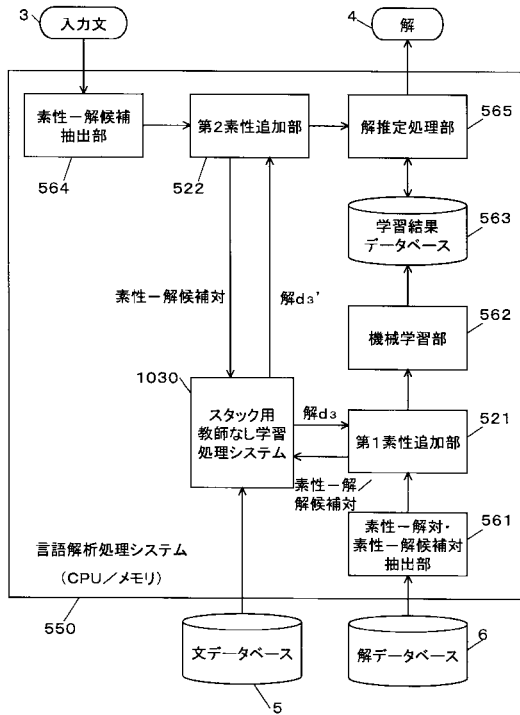 3
入力文
4
解
素性－解候補
抽出部
564
第2素性追加部
522
解推定処理部
565
学習結果
データベース
563
素性－解候補対
解d₃'
機械学習部
562
1030
スタック用
教師なし学習
処理システム
解d₃
第1素性追加部
521
素性－解/
解候補対
素性－解対・
素性－解候補対
抽出部
561
言語解析処理システム
(CPU/メモリ)
550
文データベース
5
解データベース
6